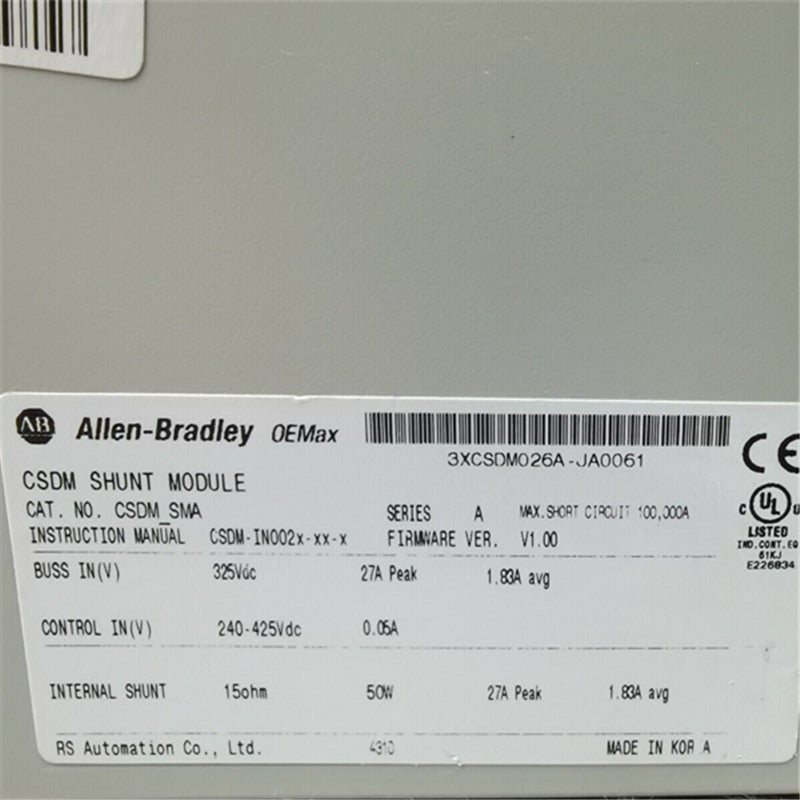 AB Allen-Bradley OEMax
3XCSDM026A-JA0061
CE
CSDM SHUNT MODULE
CAT. NO. CSDM_SMA SERIES A MAX.SHORT CIRCUIT 100,000A
INSTRUCTION MANUAL CSDM-IN002x-xx-x FIRMWARE VER. V1.00
C UL U
LISTED
IND.CONT.EQ
61KJ
E226834
BUSS IN(V) 325Vdc 27A Peak 1.83A avg
CONTROL IN(V) 240-425Vdc 0.05A
INTERNAL SHUNT 15ohm 50W 27A Peak 1.83A avg
RS Automation Co., Ltd. 4310 MADE IN KOR A